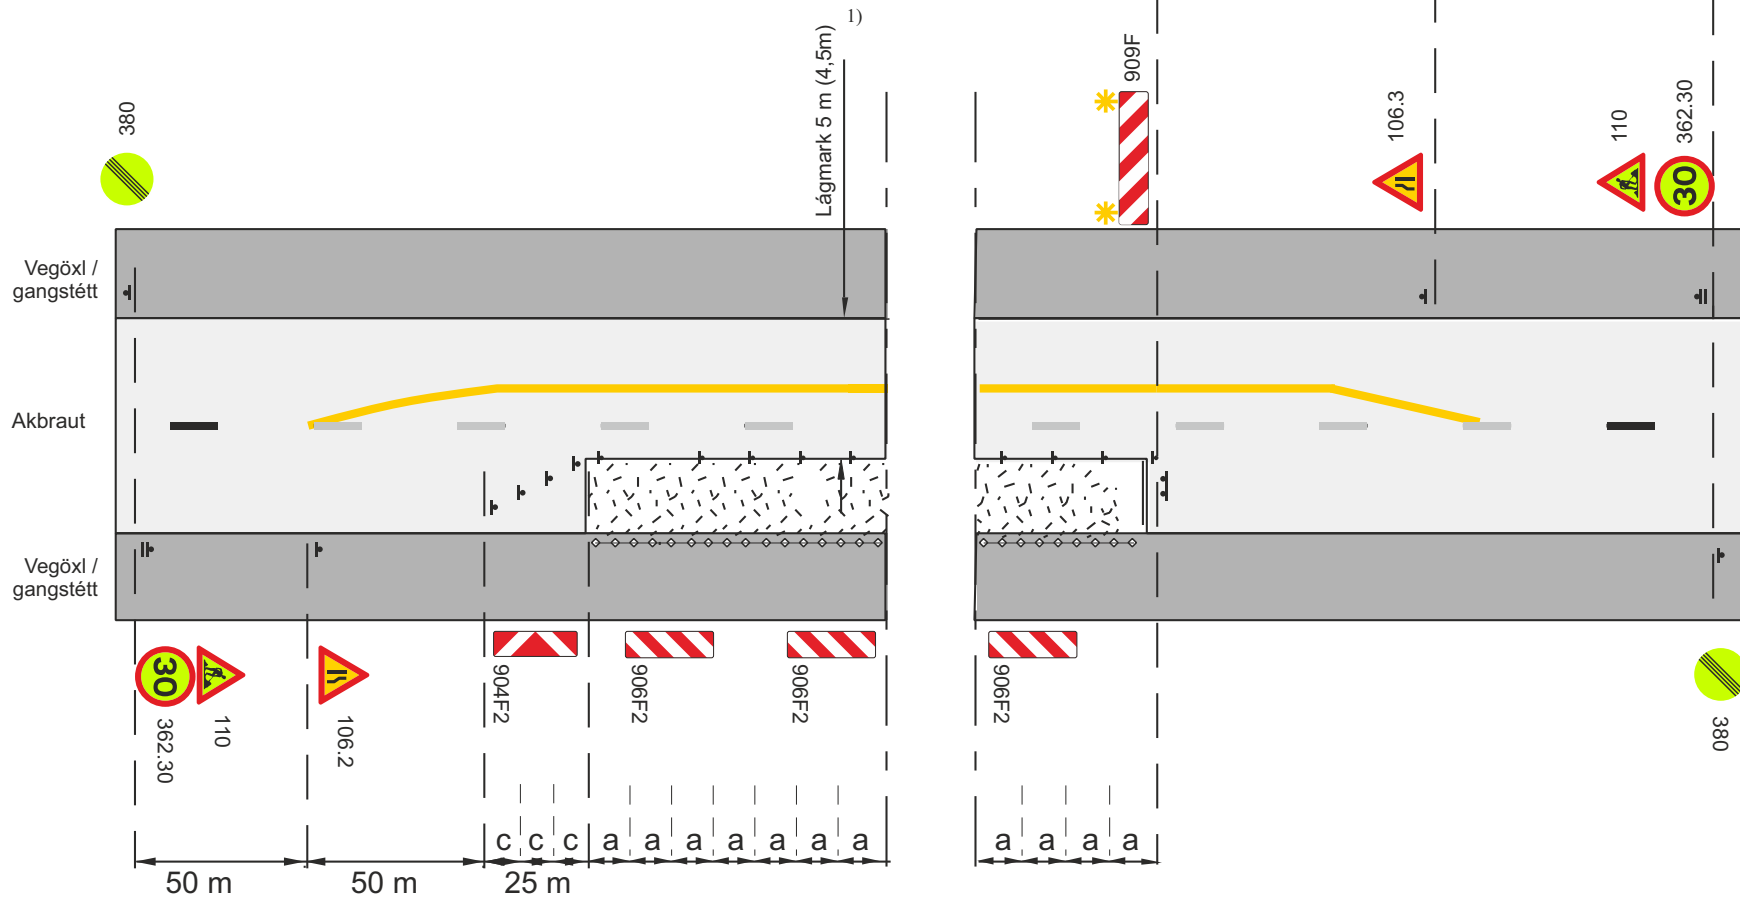 1)
Lágmark 5 m (4,5m)
380
909F
106.3
110
362.30
30
Vegöxl /
gangstétt
Akbraut
Vegöxl /
gangstétt
30
362.30
110
106.2
904F2
906F2
906F2
906F2
380
c c c a a a a a a a
a a a a
50 m 50 m 25 m